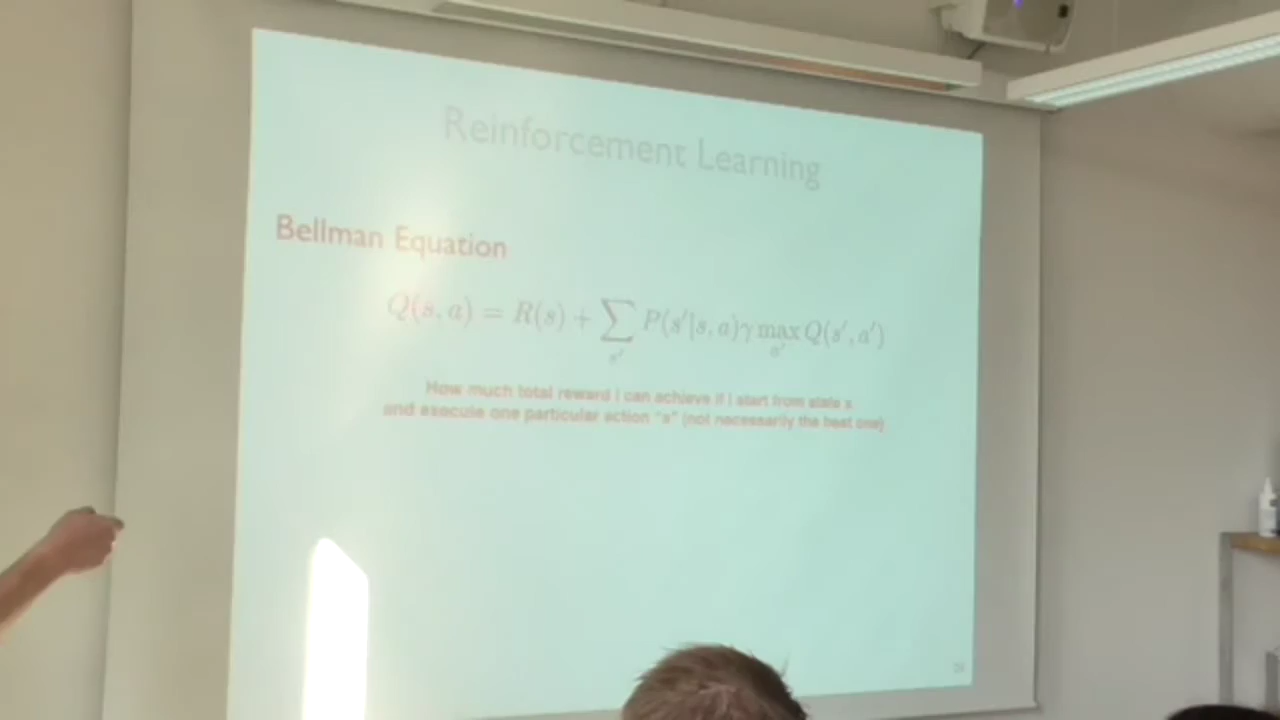 Reinforcement Learning
Bellman Equation
Q(s, a) = R(s) + ∑_{s'} P(s'|s, a)γ max_{a'} Q(s', a')
How much total reward I can achieve if I start from state s
and execute one particular action "a" (not necessarily the best one)